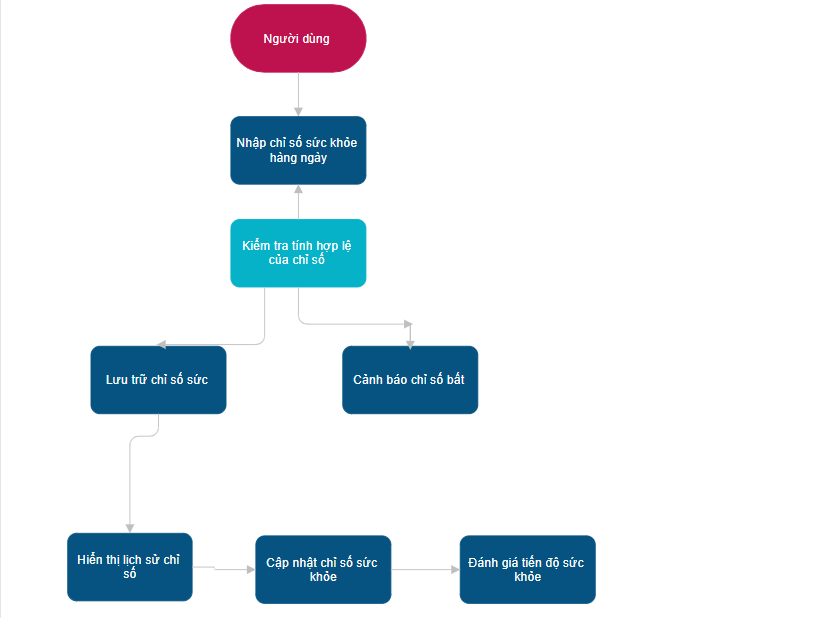 Người dùng
Nhập chỉ số sức khỏe
hàng ngày
Kiểm tra tính hợp lệ
của chỉ số
Lưu trữ chỉ số sức
Cảnh báo chỉ số bất
Hiển thị lịch sử chỉ
số
Cập nhật chỉ số sức
khỏe
Đánh giá tiến độ sức
khỏe